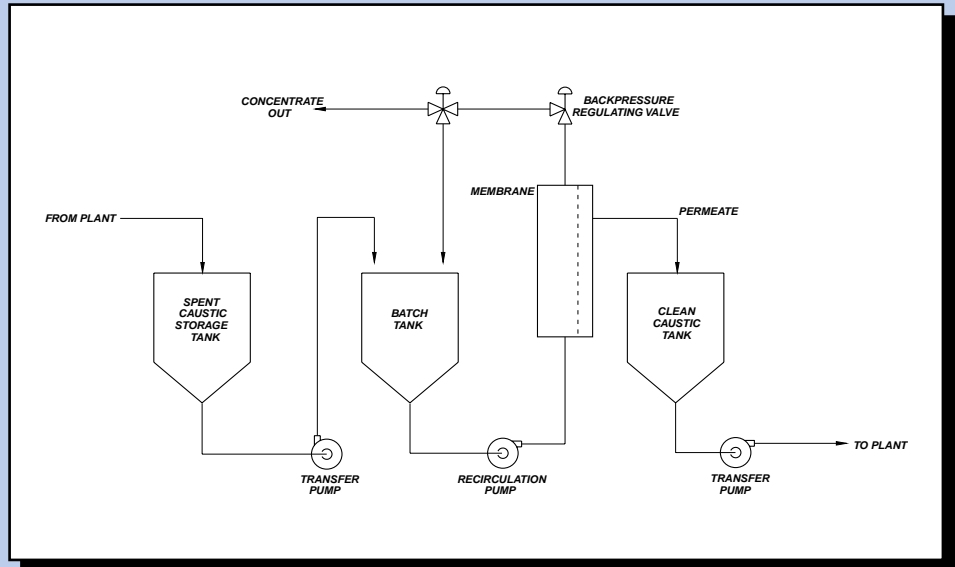 CONCENTRATE
OUT
BACKPRESSURE
REGULATING VALVE
MEMBRANE
FROM PLANT
PERMEATE
SPENT
CAUSTIC
STORAGE
TANK
BATCH
TANK
CLEAN
CAUSTIC
TANK
TO PLANT
TRANSFER
PUMP
RECIRCULATION
PUMP
TRANSFER
PUMP